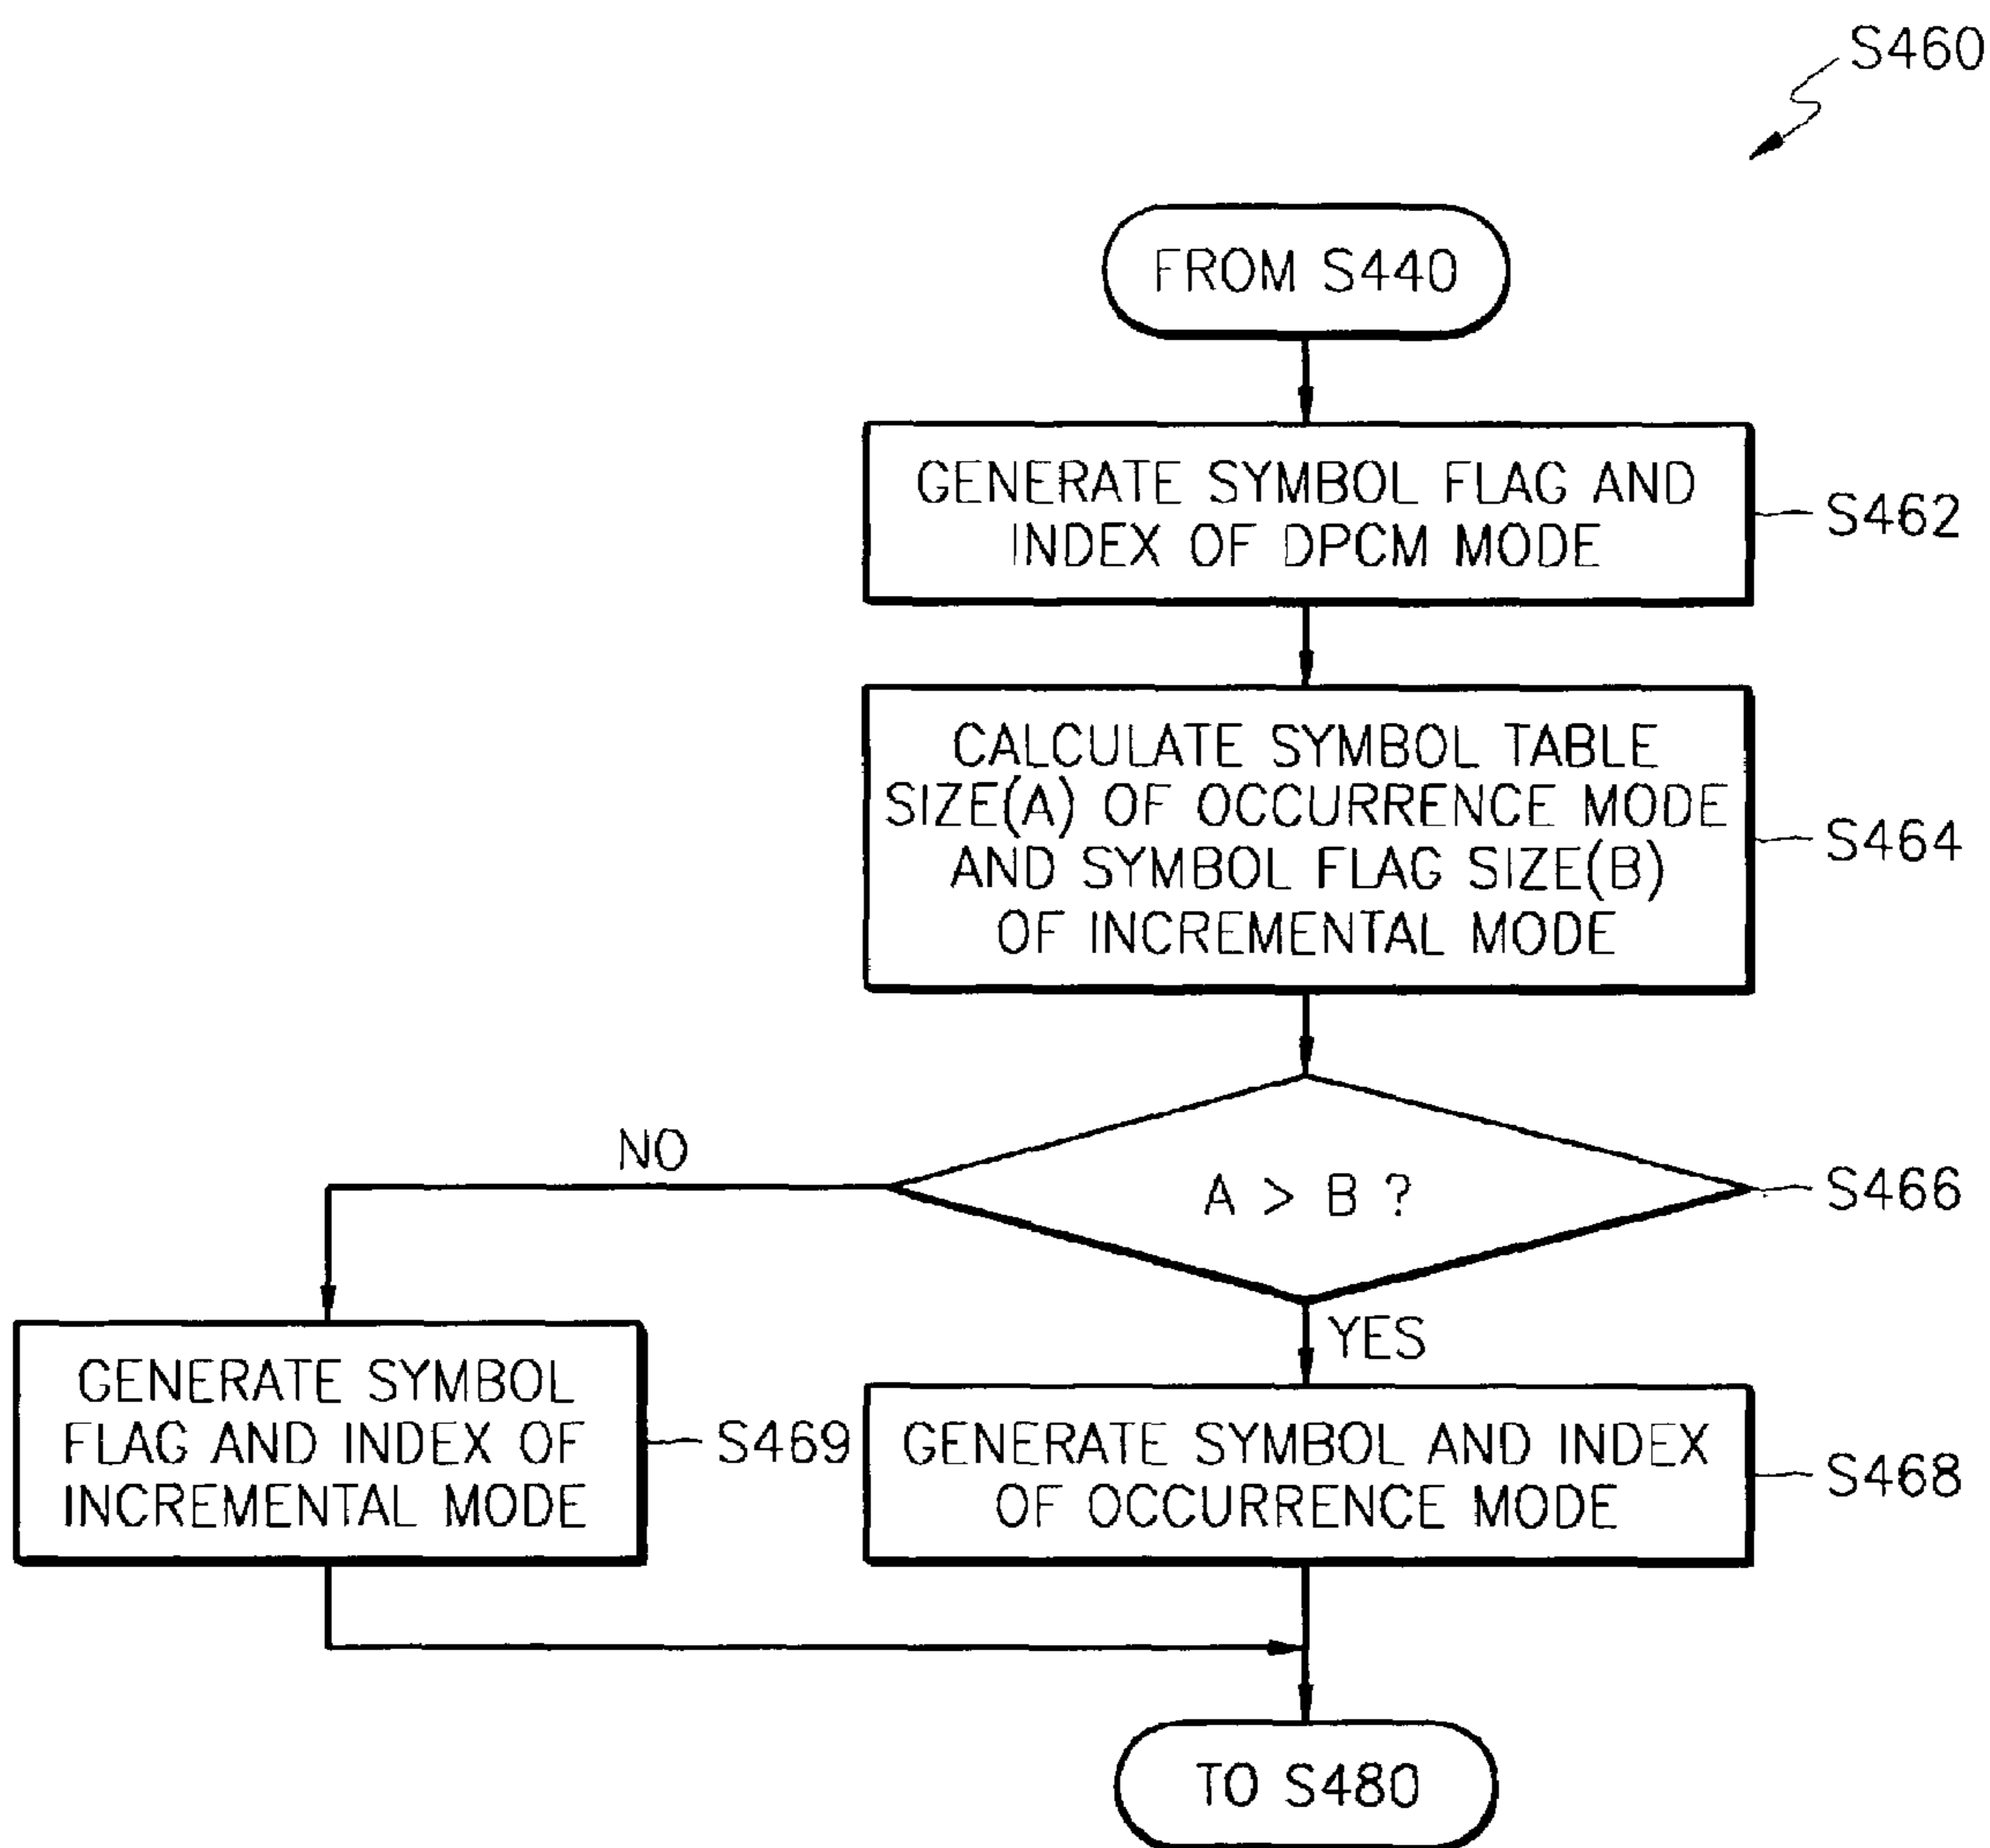 S460
FROM S440
GENERATE SYMBOL FLAG AND
INDEX OF DPCM MODE
S462
CALCULATE SYMBOL TABLE
SIZE(A) OF OCCURRENCE MODE
AND SYMBOL FLAG SIZE(B)
OF INCREMENTAL MODE
S464
NO
A > B ?
S466
YES
GENERATE SYMBOL
FLAG AND INDEX OF
INCREMENTAL MODE
S469
GENERATE SYMBOL AND INDEX
OF OCCURRENCE MODE
S468
TO S480